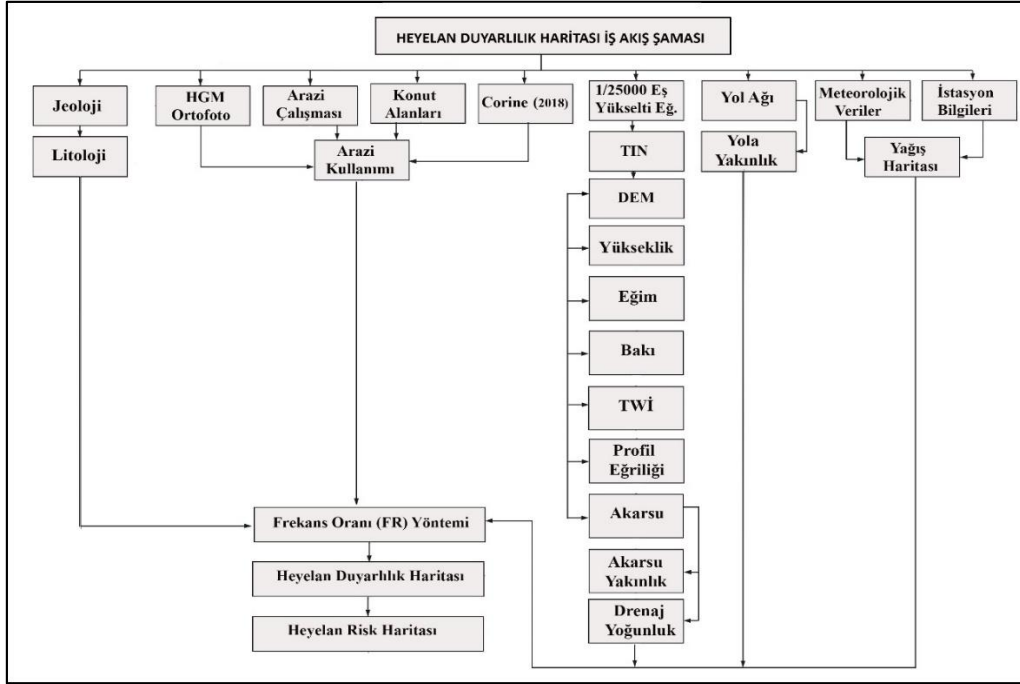 HEYELAN DUYARLILIK HARİTASI İŞ AKIŞ ŞAMASI
Jeoloji
HGM
Ortofoto
Arazi
Çalışması
Konut
Alanları
Corine (2018)
1/25000 Eş
Yükselti Eğ.
Yol Ağı
Meteorolojik
Veriler
İstasyon
Bilgileri
Litoloji
Arazi
Kullanımı
TIN
Yola
Yakınlık
Yağış
Haritası
DEM
Yükseklik
Eğim
Bakı
TWİ
Profil
Eğriliği
Akarsu
Akarsu
Yakınlık
Drenaj
Yoğunluk
Frekans Oranı (FR) Yöntemi
Heyelan Duyarlılık Haritası
Heyelan Risk Haritası